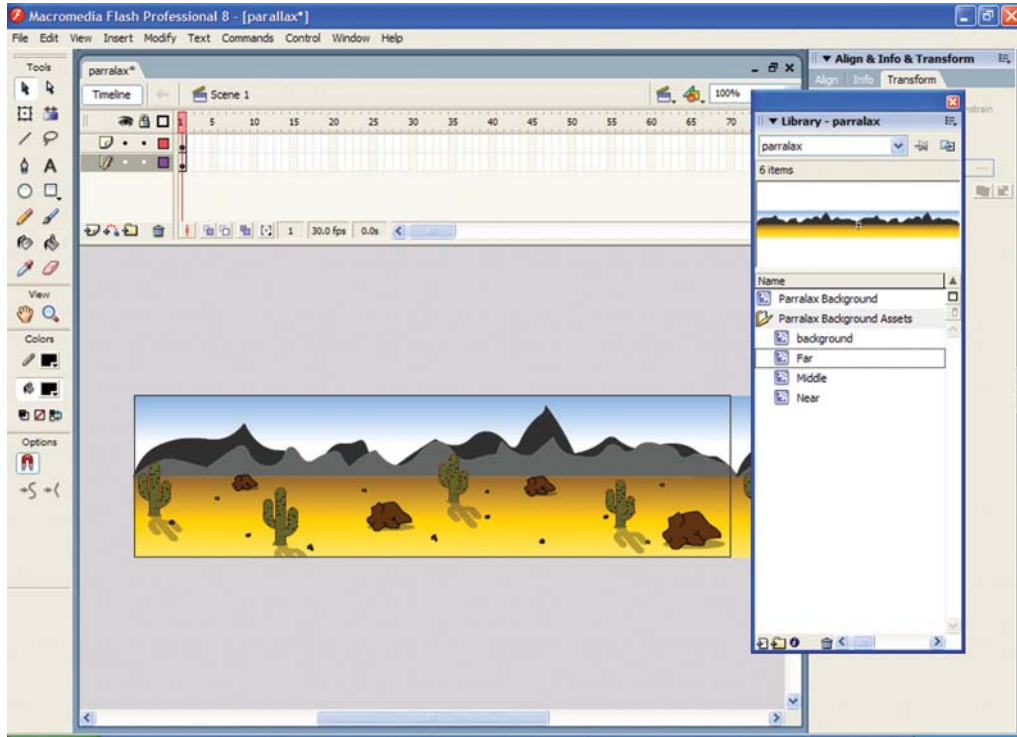 Macromedia Flash Professional 8 - [parallax*]
File Edit View Insert Modify Text Commands Control Window Help
Tools
View
Colors
Options
parralax*
Timeline
Scene 1
100%
1 5 10 15 20 25 30 35 40 45 50 55 60 65 70
1 30.0 fps 0.0s
Align & Info & Transform
Align Info Transform
Library - parralax
parralax
6 items
Name
Parralax Background
Parralax Background Assets
background
Far
Middle
Near